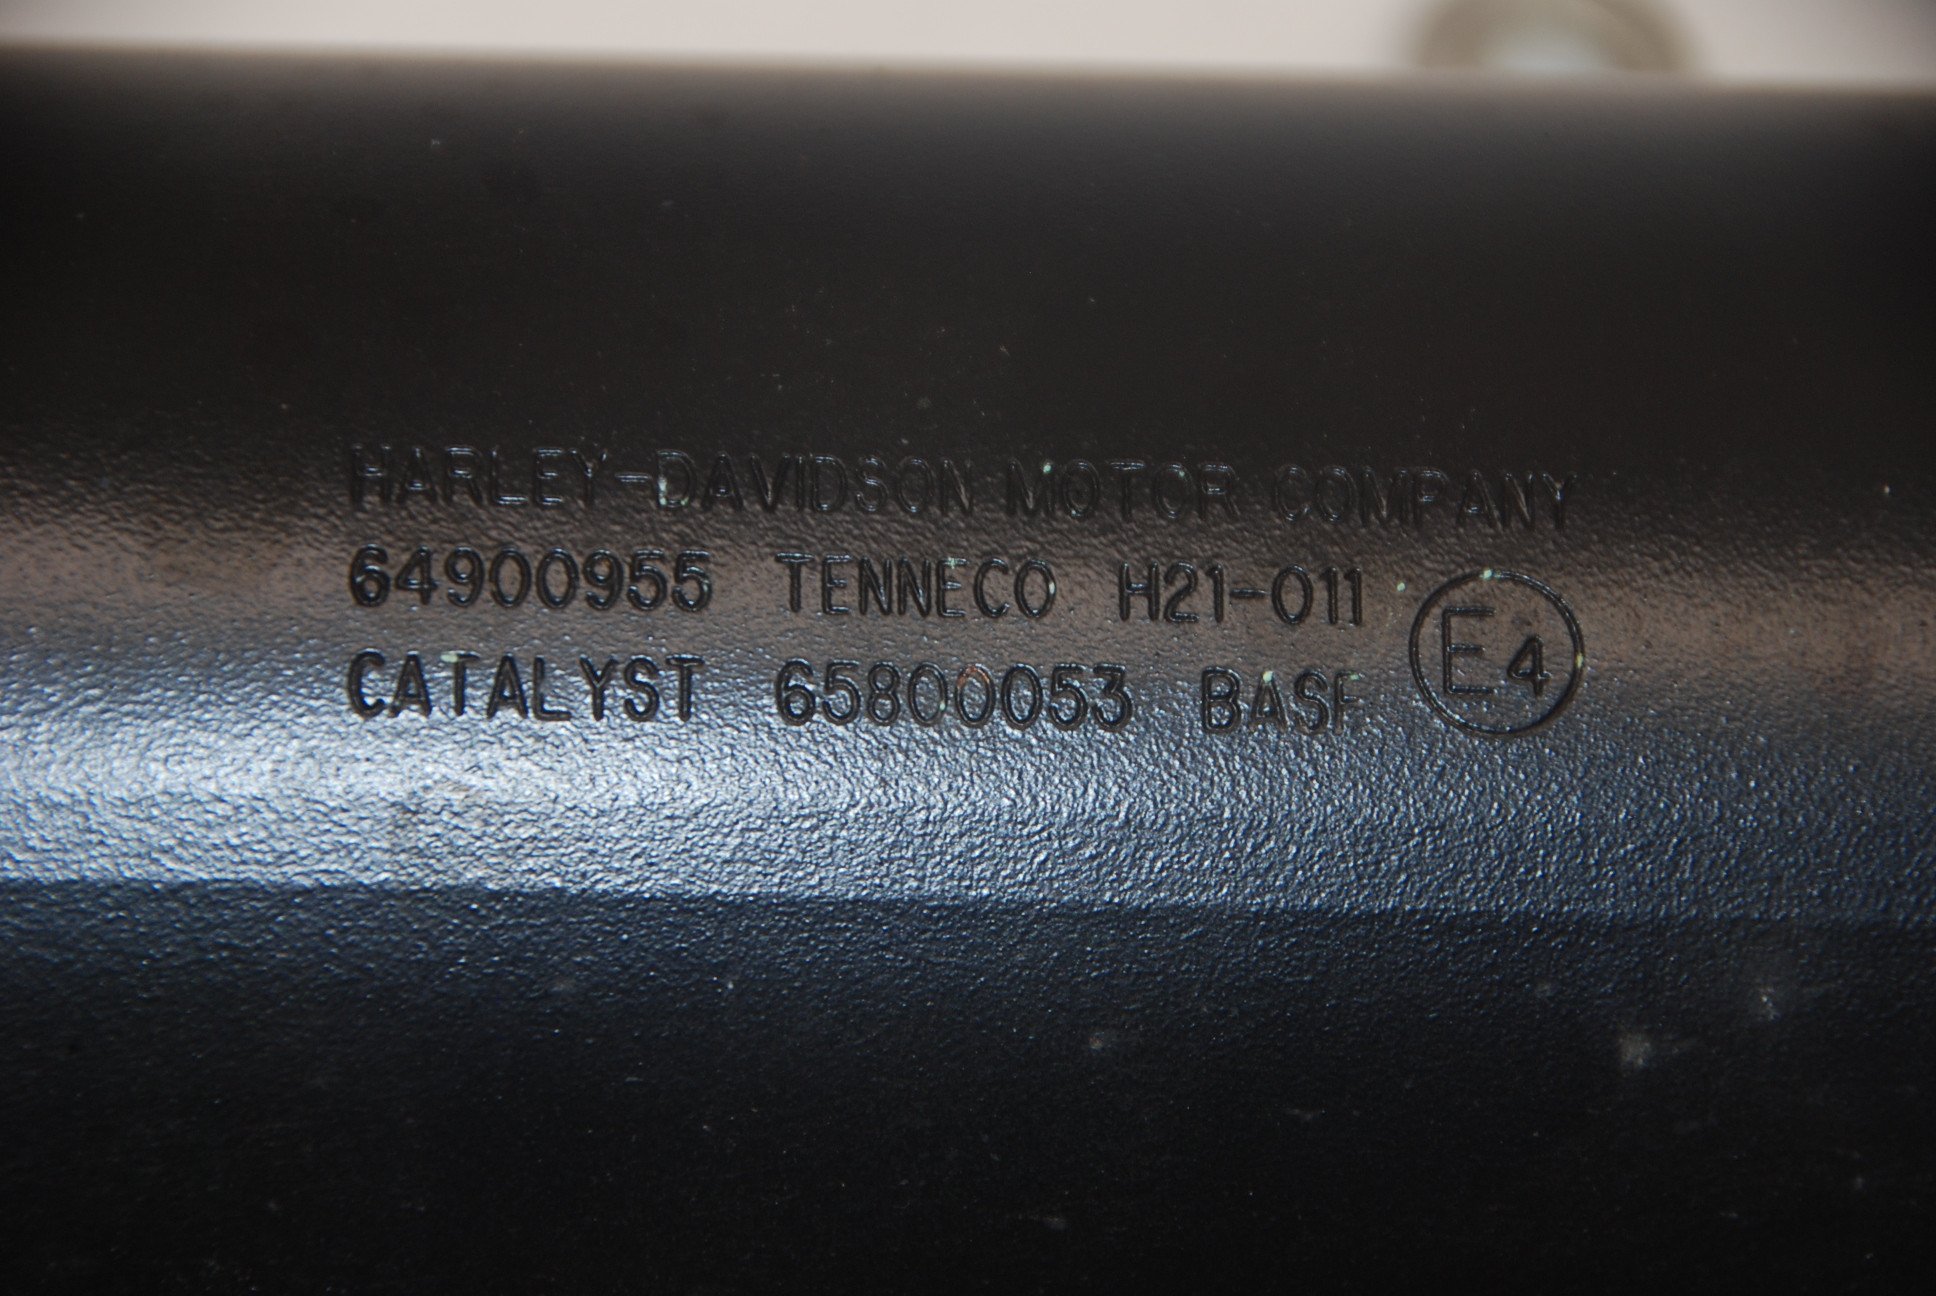 HARLEY-DAVIDSON MOTOR COMPANY
64900955 TENNECO H21-011
CATALYST 65800053 BASF E4